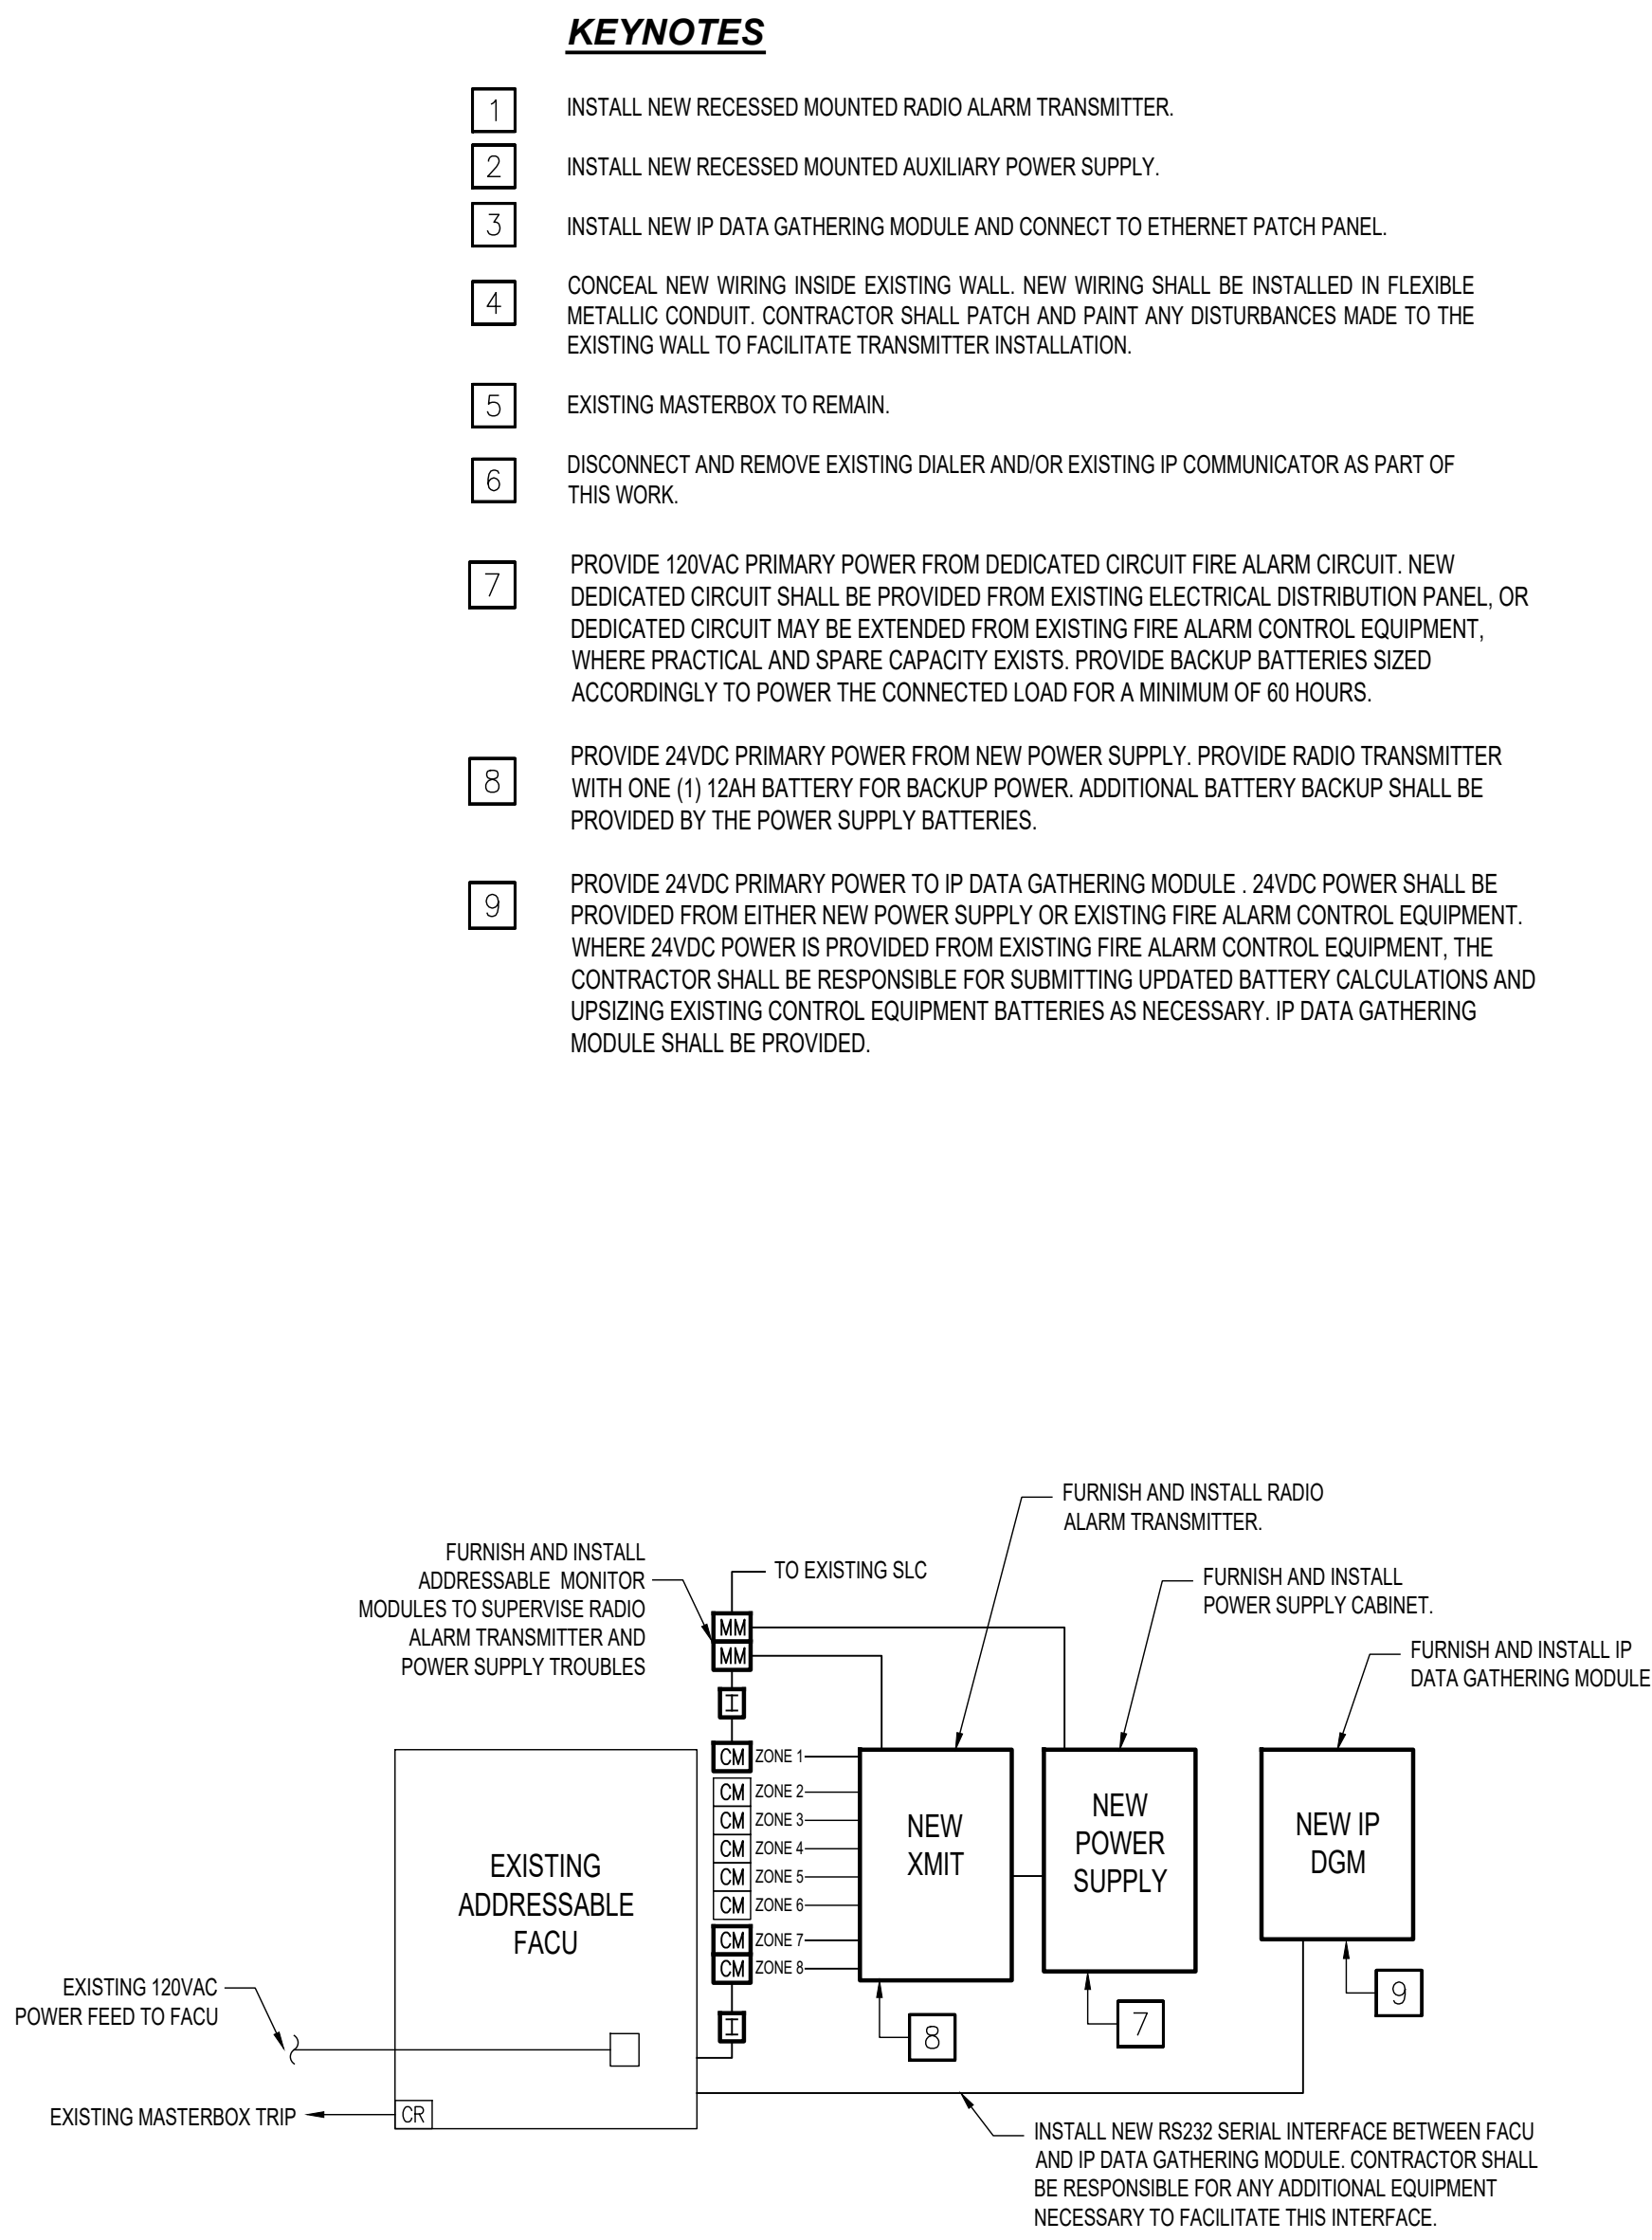 KEYNOTES
1
INSTALL NEW RECESSED MOUNTED RADIO ALARM TRANSMITTER.
2
INSTALL NEW RECESSED MOUNTED AUXILIARY POWER SUPPLY.
3
INSTALL NEW IP DATA GATHERING MODULE AND CONNECT TO ETHERNET PATCH PANEL.
4
CONCEAL NEW WIRING INSIDE EXISTING WALL. NEW WIRING SHALL BE INSTALLED IN FLEXIBLE
METALLIC CONDUIT. CONTRACTOR SHALL PATCH AND PAINT ANY DISTURBANCES MADE TO THE
EXISTING WALL TO FACILITATE TRANSMITTER INSTALLATION.
5
EXISTING MASTERBOX TO REMAIN.
6
DISCONNECT AND REMOVE EXISTING DIALER AND/OR EXISTING IP COMMUNICATOR AS PART OF
THIS WORK.
7
PROVIDE 120VAC PRIMARY POWER FROM DEDICATED CIRCUIT FIRE ALARM CIRCUIT. NEW
DEDICATED CIRCUIT SHALL BE PROVIDED FROM EXISTING ELECTRICAL DISTRIBUTION PANEL, OR
DEDICATED CIRCUIT MAY BE EXTENDED FROM EXISTING FIRE ALARM CONTROL EQUIPMENT,
WHERE PRACTICAL AND SPARE CAPACITY EXISTS. PROVIDE BACKUP BATTERIES SIZED
ACCORDINGLY TO POWER THE CONNECTED LOAD FOR A MINIMUM OF 60 HOURS.
8
PROVIDE 24VDC PRIMARY POWER FROM NEW POWER SUPPLY. PROVIDE RADIO TRANSMITTER
WITH ONE (1) 12AH BATTERY FOR BACKUP POWER. ADDITIONAL BATTERY BACKUP SHALL BE
PROVIDED BY THE POWER SUPPLY BATTERIES.
9
PROVIDE 24VDC PRIMARY POWER TO IP DATA GATHERING MODULE . 24VDC POWER SHALL BE
PROVIDED FROM EITHER NEW POWER SUPPLY OR EXISTING FIRE ALARM CONTROL EQUIPMENT.
WHERE 24VDC POWER IS PROVIDED FROM EXISTING FIRE ALARM CONTROL EQUIPMENT, THE
CONTRACTOR SHALL BE RESPONSIBLE FOR SUBMITTING UPDATED BATTERY CALCULATIONS AND
UPSIZING EXISTING CONTROL EQUIPMENT BATTERIES AS NECESSARY. IP DATA GATHERING
MODULE SHALL BE PROVIDED.
FURNISH AND INSTALL RADIO
ALARM TRANSMITTER.
FURNISH AND INSTALL
ADDRESSABLE MONITOR
MODULES TO SUPERVISE RADIO
ALARM TRANSMITTER AND
POWER SUPPLY TROUBLES
TO EXISTING SLC
FURNISH AND INSTALL
POWER SUPPLY CABINET.
FURNISH AND INSTALL IP
DATA GATHERING MODULE
MM
MM
I
CM ZONE 1
CM ZONE 2
CM ZONE 3
CM ZONE 4
CM ZONE 5
CM ZONE 6
CM ZONE 7
CM ZONE 8
I
EXISTING
ADDRESSABLE
FACU
NEW
XMIT
NEW
POWER
SUPPLY
NEW IP
DGM
8
7
9
EXISTING 120VAC
POWER FEED TO FACU
EXISTING MASTERBOX TRIP
CR
INSTALL NEW RS232 SERIAL INTERFACE BETWEEN FACU
AND IP DATA GATHERING MODULE. CONTRACTOR SHALL
BE RESPONSIBLE FOR ANY ADDITIONAL EQUIPMENT
NECESSARY TO FACILITATE THIS INTERFACE.